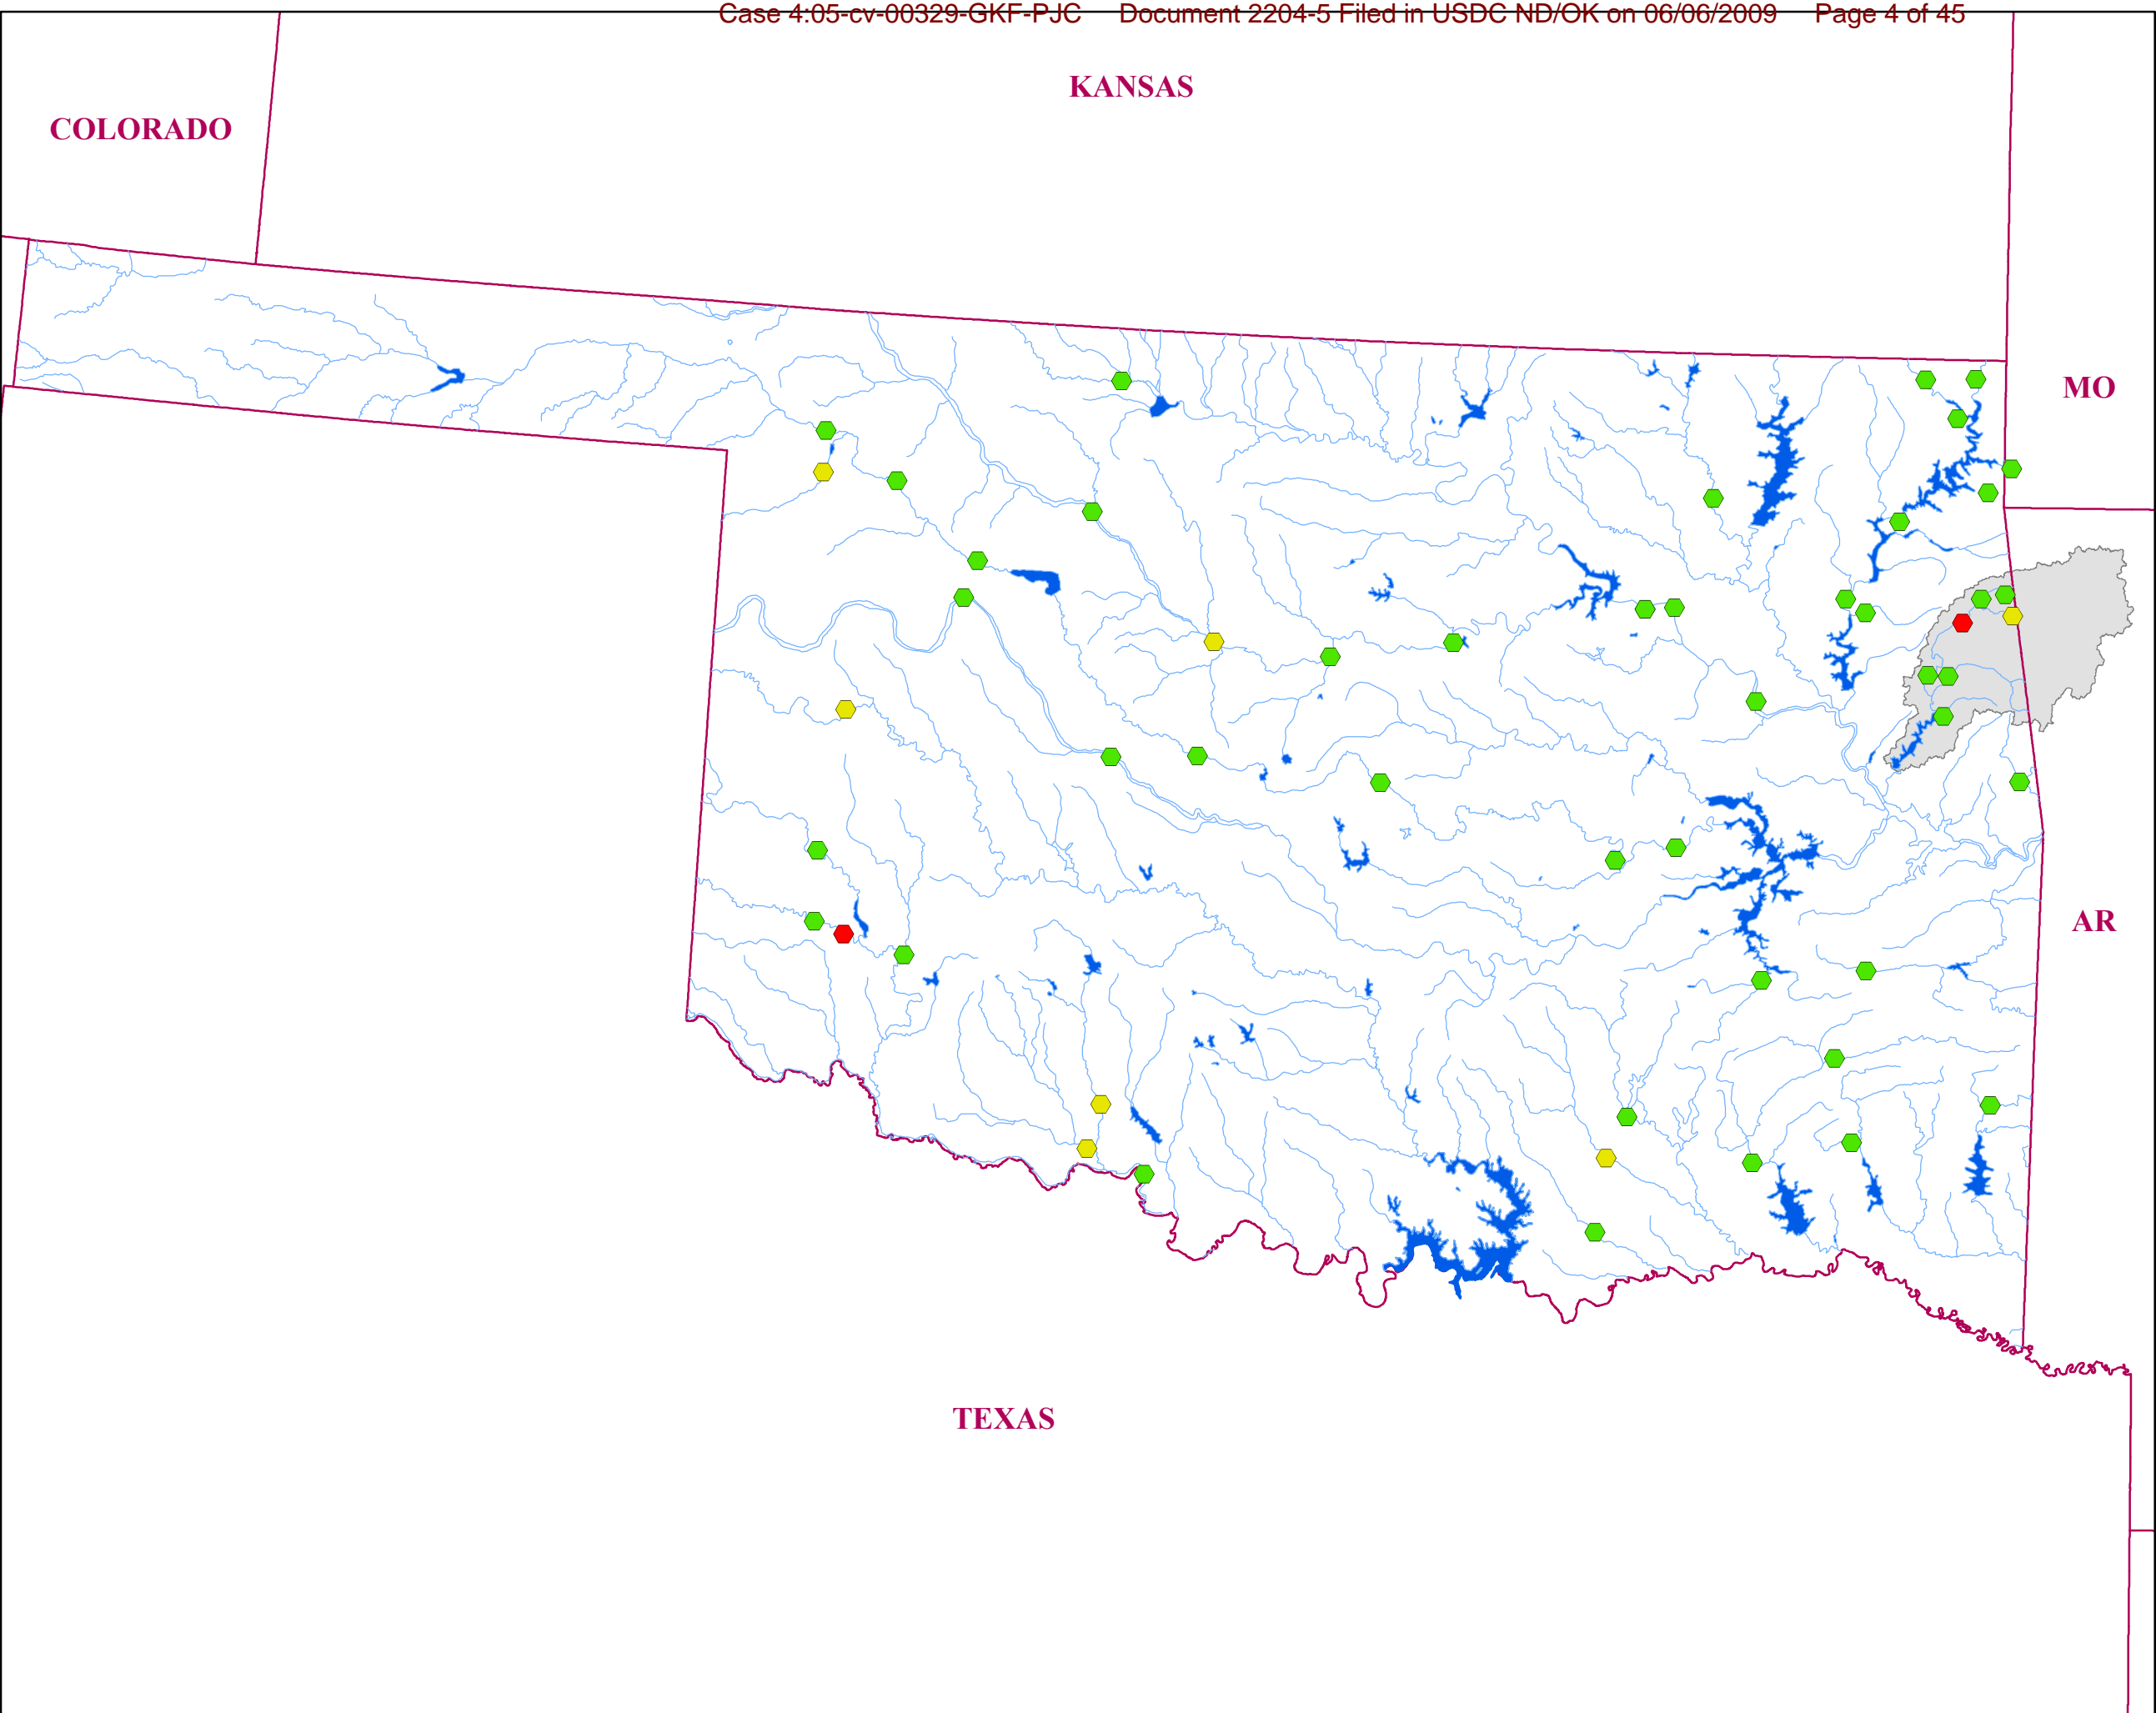 Case 4:05-cv-00329-GKF-PJC Document 2204-5 Filed in USDC ND/OK on 06/06/2009 Page 4 of 45
KANSAS
COLORADO
MO
AR
TEXAS